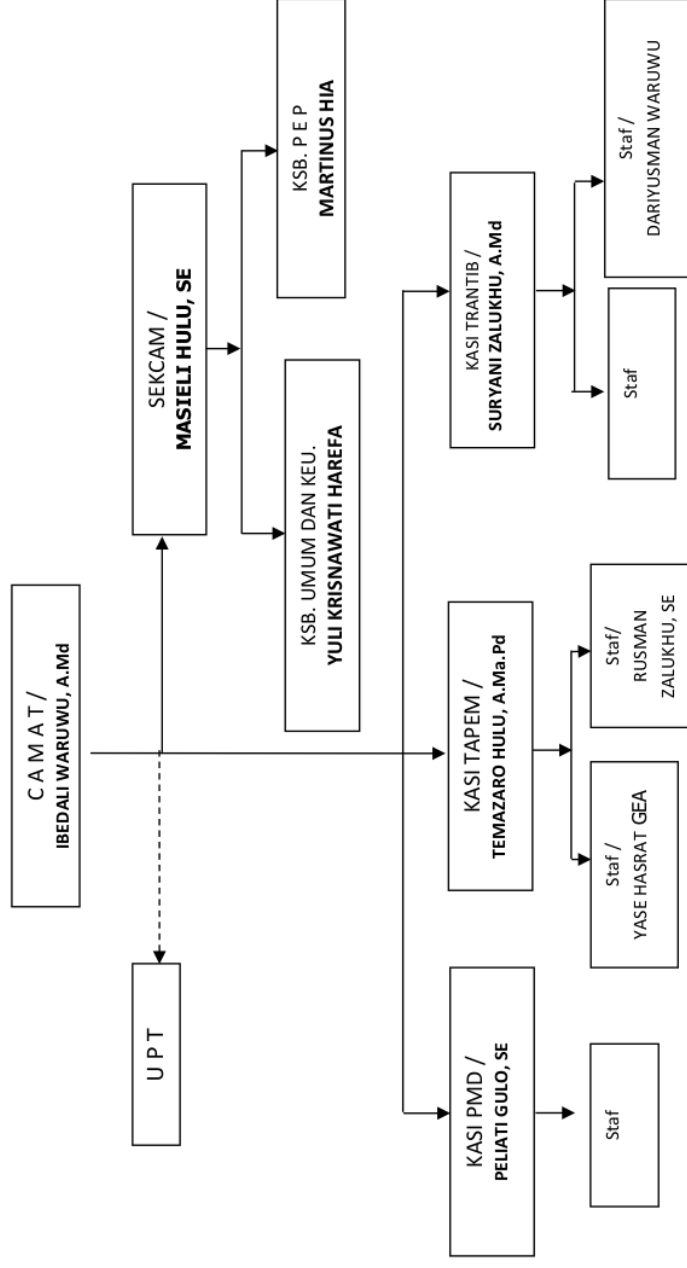 C A M A T /
IBEDALI WARUWU, A.Md
U P T
SEKCAM /
MASIELI HULU, SE
KSB. UMUM DAN KEU.
YULI KRISNAWATI HAREFA
KSB. P E P
MARTINUS HIA
KASI PMD /
PELIATI GULO, SE
KASI TAPEM /
TEMAZARO HULU, A.Ma.Pd
KASI TRANTIB /
SURYANI ZALUKHU, A.Md
Staf
Staf /
YASE HASRAT GEA
Staf/
RUSMAN
ZALUKHU, SE
Staf
Staf /
DARIYUSMAN WARUWU